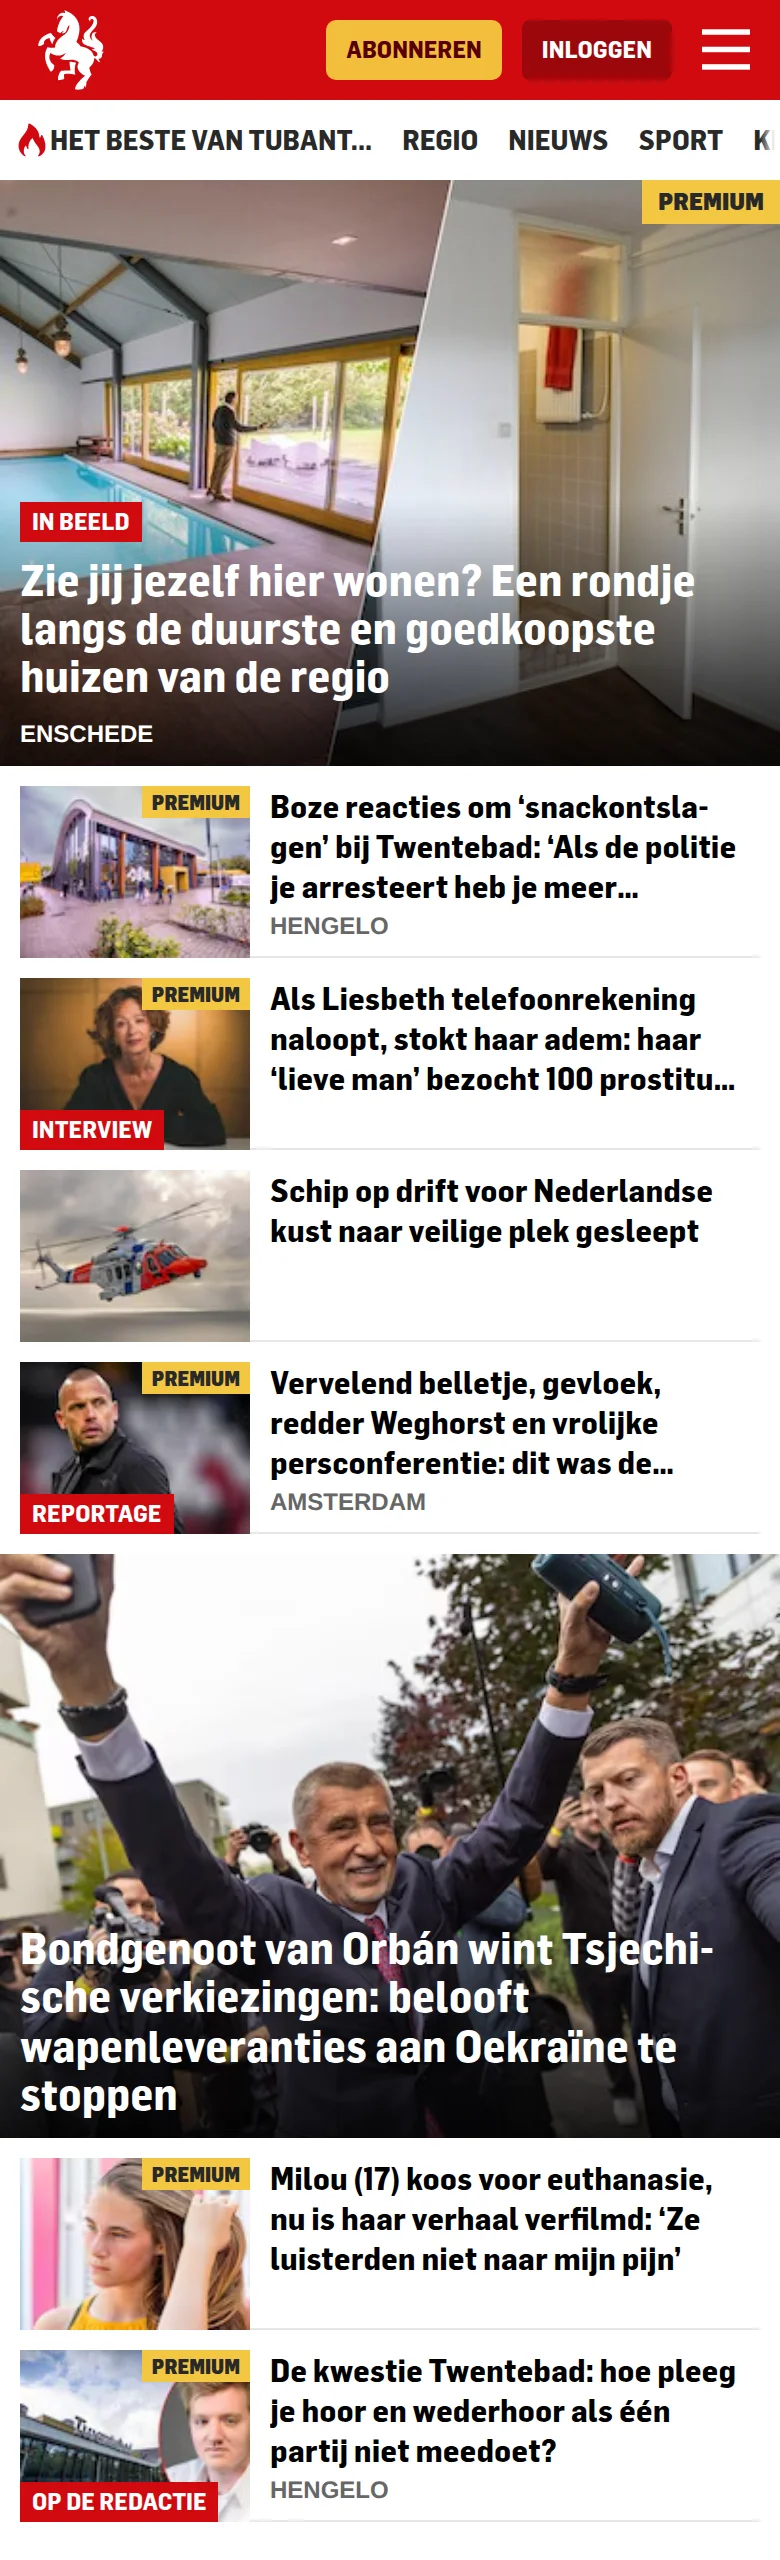 ABONNEREN
INLOGGEN
HET BESTE VAN TUBANT... REGIO NIEUWS SPORT
PREMIUM
IN BEELD
Zie jij jezelf hier wonen? Een rondje
langs de duurste en goedkoopste
huizen van de regio
ENSCHEDE
PREMIUM
Boze reacties om ‘snackontsla-
gen’ bij Twentebad: ‘Als de politie
je arresteert heb je meer...
HENGELO
PREMIUM
INTERVIEW
Als Liesbeth telefoonrekening
naloopt, stokt haar adem: haar
‘lieve man’ bezocht 100 prostitu...
Schip op drift voor Nederlandse
kust naar veilige plek gesleept
PREMIUM
REPORTAGE
Vervelend belletje, gevloek,
redder Weghorst en vrolijke
persconferentie: dit was de...
AMSTERDAM
Bondgenoot van Orbán wint Tsjechi-
sche verkiezingen: belooft
wapenleveranties aan Oekraïne te
stoppen
PREMIUM
Milou (17) koos voor euthanasie,
nu is haar verhaal verfilmd: ‘Ze
luisterden niet naar mijn pijn’
PREMIUM
OP DE REDACTIE
De kwestie Twentebad: hoe pleeg
je hoor en wederhoor als één
partij niet meedoet?
HENGELO